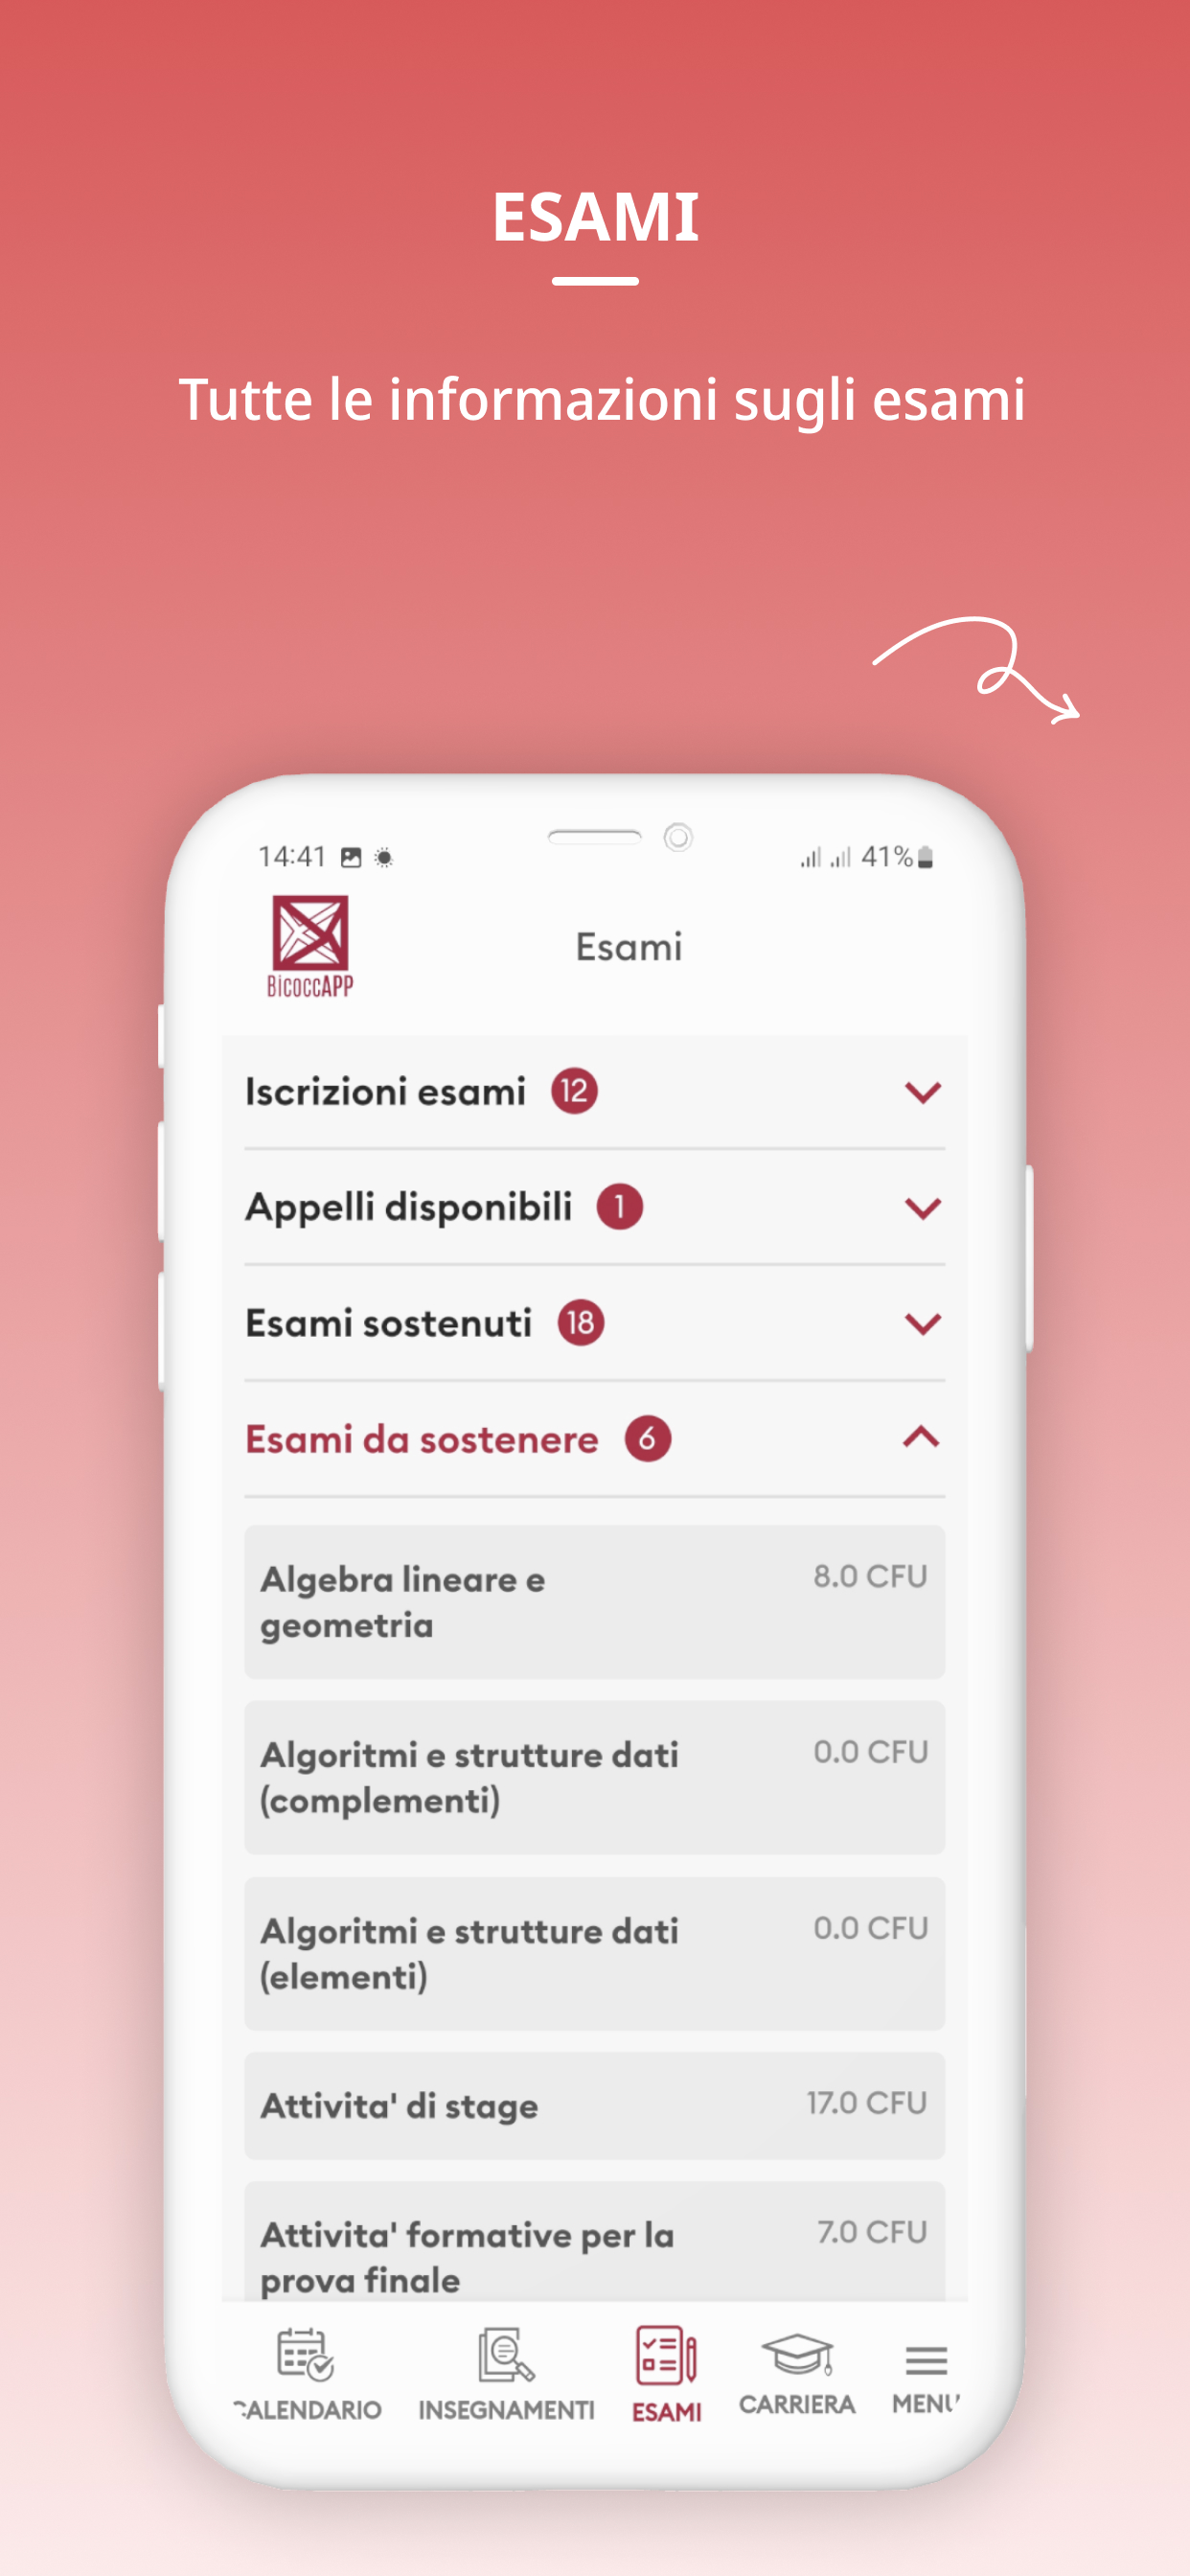 ESAMI
Tutte le informazioni sugli esami
14:41
41%
BicoccAPP
Esami
Iscrizioni esami 12
Appelli disponibili 1
Esami sostenuti 18
Esami da sostenere 6
Algebra lineare e 8.0 CFU
geometria
Algoritmi e strutture dati 0.0 CFU
(complementi)
Algoritmi e strutture dati 0.0 CFU
(elementi)
Attivita' di stage 17.0 CFU
Attivita' formative per la 7.0 CFU
prova finale
CALENDARIO INSEGNAMENTI ESAMI CARRIERA MENU